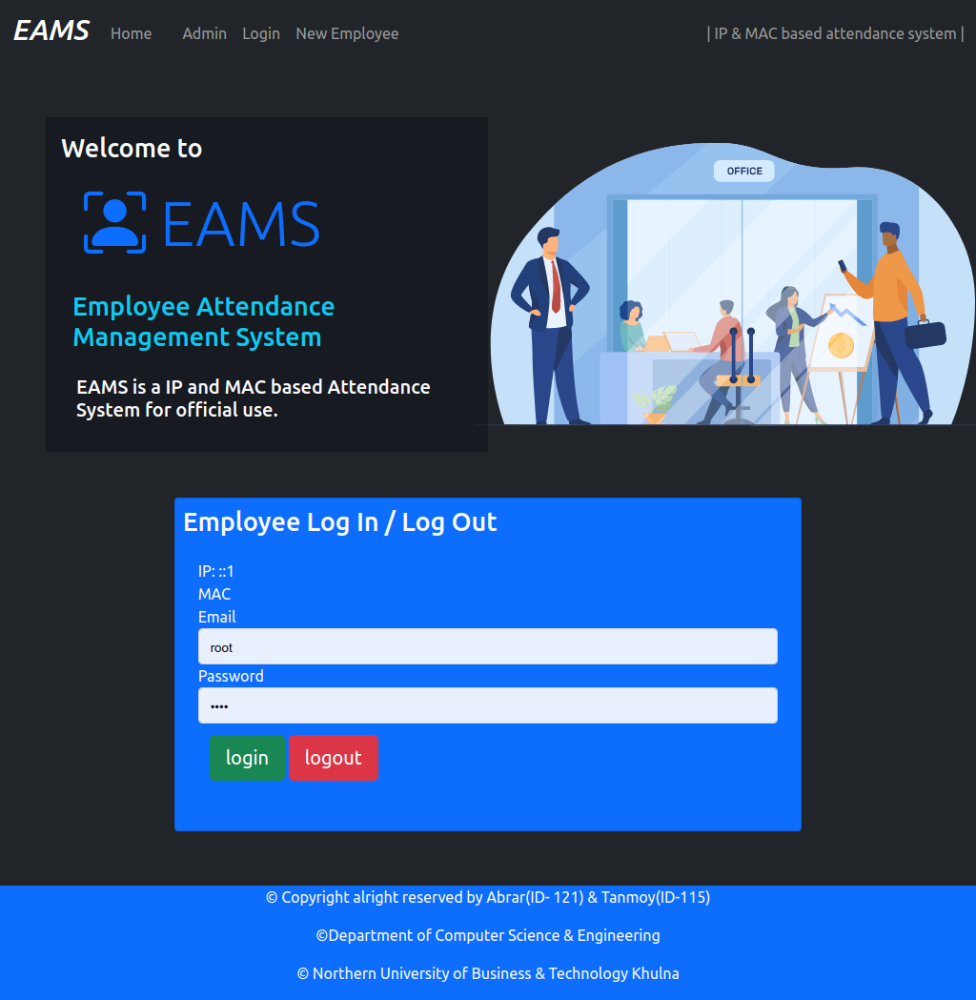 EAMS Home Admin Login New Employee | IP & MAC based attendance system |
Welcome to
EAMS
OFFICE
Employee Attendance
Management System
EAMS is a IP and MAC based Attendance
System for official use.
Employee Log In / Log Out
IP: ::1
MAC
Email
root
Password
••••
login logout
© Copyright alright reserved by Abrar(ID- 121) & Tanmoy(ID-115)
©Department of Computer Science & Engineering
© Northern University of Business & Technology Khulna